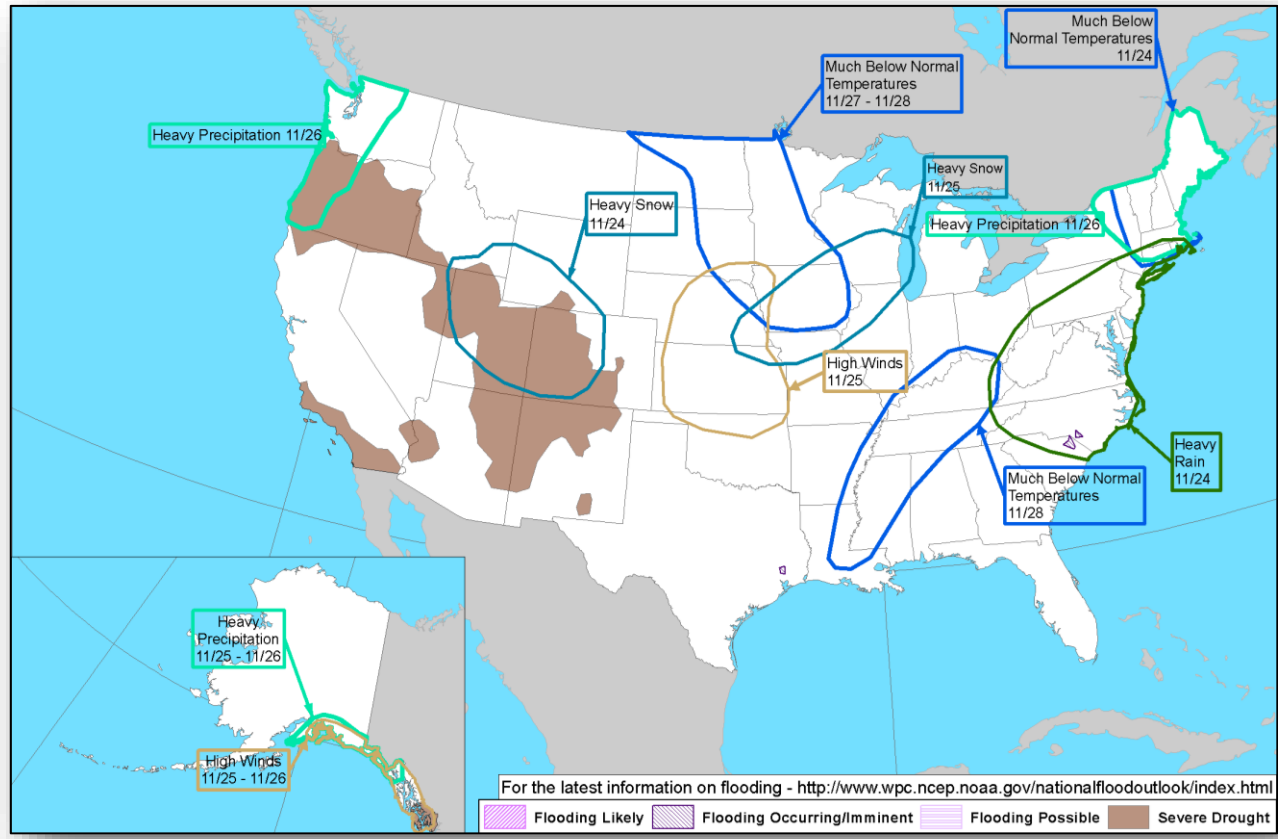 Much Below
Normal Temperatures
11/24
Much Below Normal
Temperatures
11/27 - 11/28
Heavy Precipitation 11/26
Heavy Snow
11/25
Heavy Snow
11/24
Heavy Precipitation 11/26
High Winds
11/25
Heavy
Rain
11/24
Much Below Normal
Temperatures
11/28
Heavy
Precipitation
11/25 - 11/26
High Winds
11/25 - 11/26
For the latest information on flooding - http://www.wpc.ncep.noaa.gov/nationalfloodoutlook/index.html
Flooding Likely Flooding Occurring/Imminent Flooding Possible Severe Drought